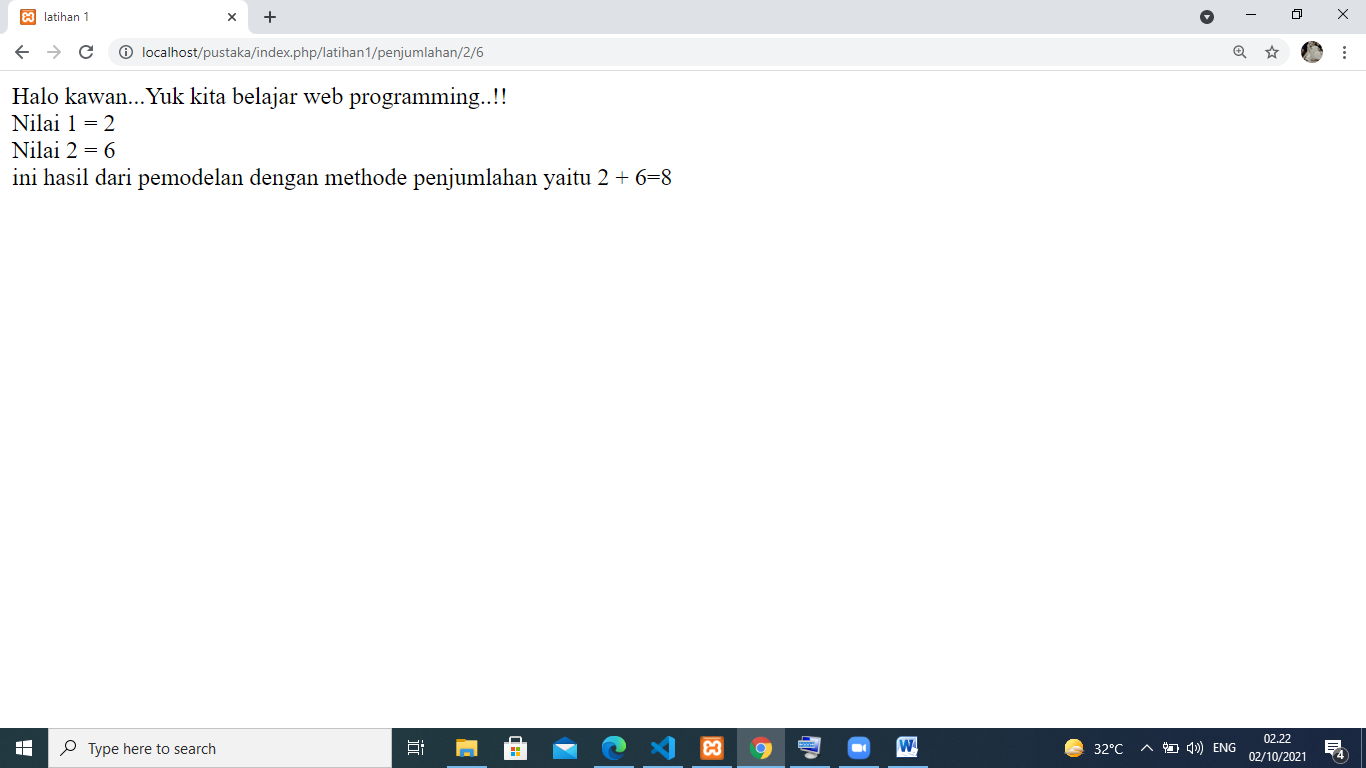 latihan 1
localhost/pustaka/index.php/latihan1/penjumlahan/2/6
Halo kawan...Yuk kita belajar web programming..!!
Nilai 1 = 2
Nilai 2 = 6
ini hasil dari pemodelan dengan methode penjumlahan yaitu 2 + 6=8
Type here to search
32°C
ENG
02.22
02/10/2021
4